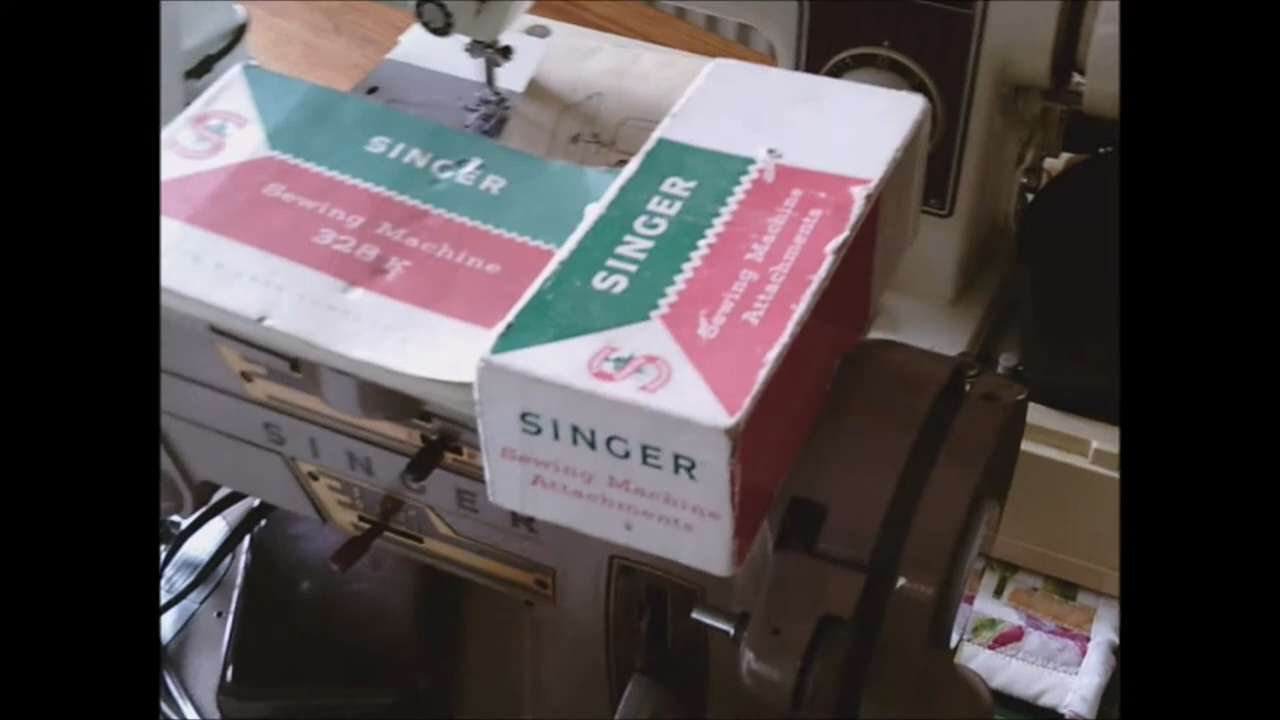 SINGER
Sewing Machine
328 K
SINGER
Sewing Machine
Attachments
S
S
SINGER
Sewing Machine
Attachments
SINGER